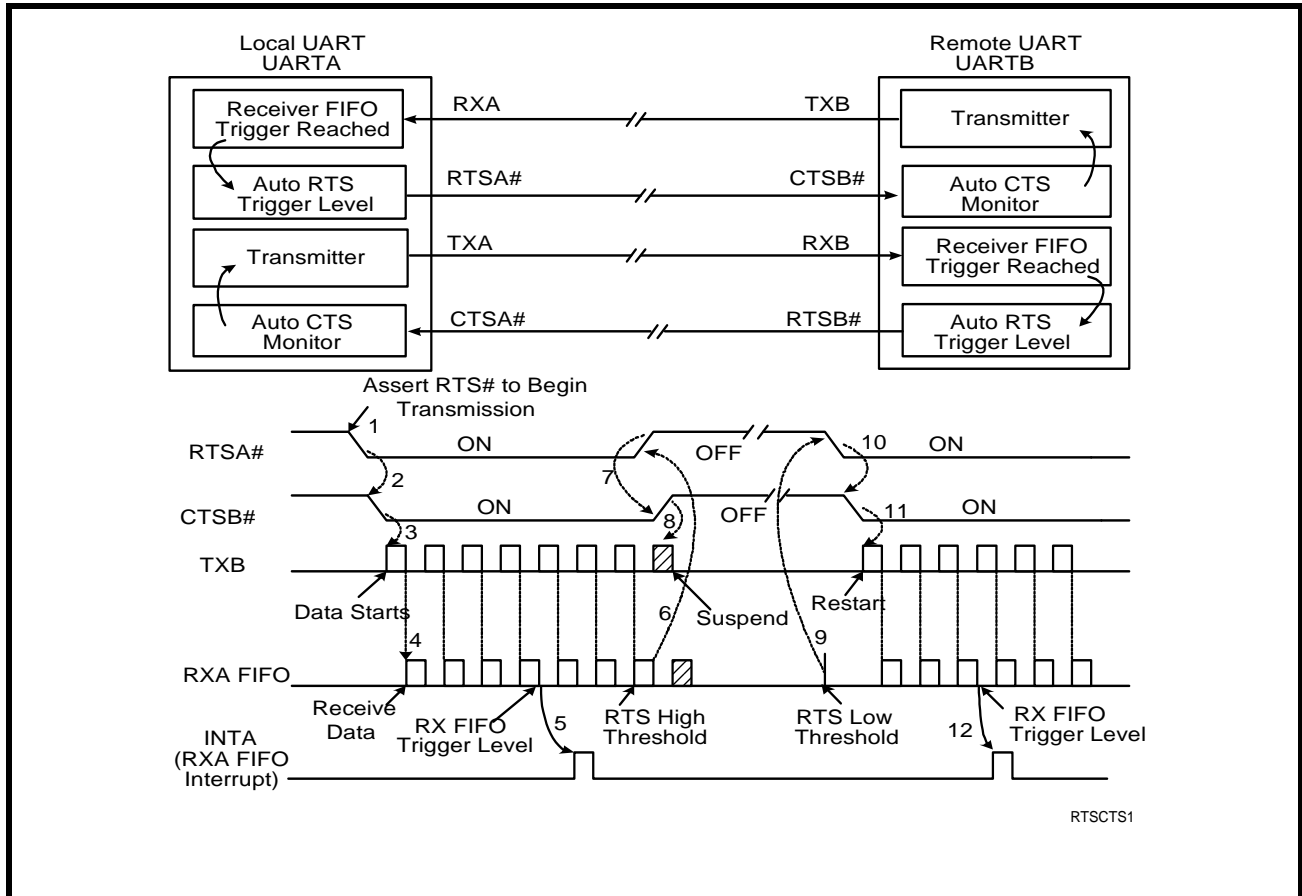 Local UART
UARTA
Remote UART
UARTB
Receiver FIFO
Trigger Reached
RXA
TXB
Transmitter
Auto RTS
Trigger Level
RTSA#
CTSB#
Auto CTS
Monitor
Transmitter
TXA
RXB
Receiver FIFO
Trigger Reached
Auto CTS
Monitor
CTSA#
RTSB#
Auto RTS
Trigger Level
Assert RTS# to Begin
Transmission
1
RTSA#
ON
OFF
10
ON
2
7
CTSB#
ON
OFF
11
ON
3
8
TXB
Data Starts
6
Suspend
Restart
4
9
RXA FIFO
Receive
Data
RX FIFO
Trigger Level
5
RTS High
Threshold
RTS Low
Threshold
12
RX FIFO
Trigger Level
INTA
(RXA FIFO
Interrupt)
RTSCTS1